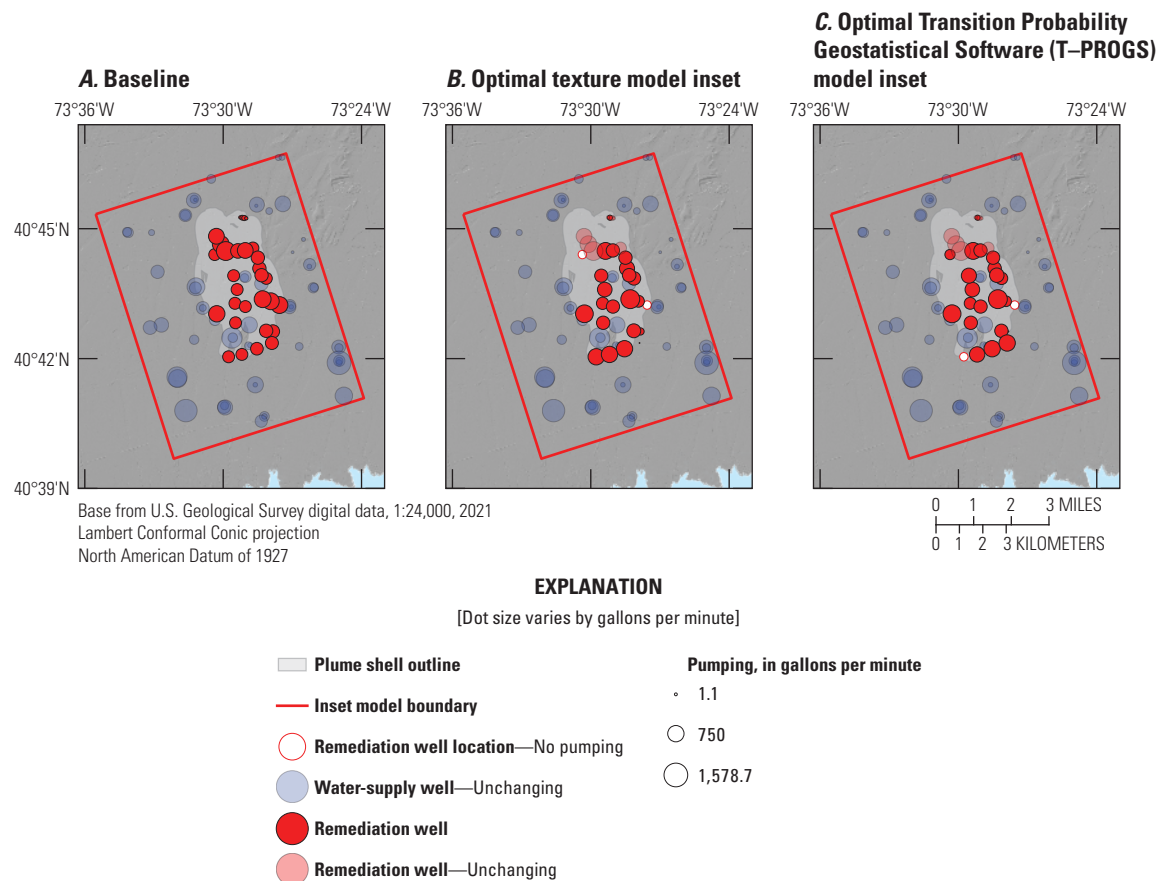 A. Baseline
73°36'W 73°30'W 73°24'W
B. Optimal texture model inset
73°30'W 73°24'W
C. Optimal Transition Probability
Geostatistical Software (T–PROGS)
model inset
73°30'W 73°24'W
40°45'N
40°42'N
40°39'N
Base from U.S. Geological Survey digital data, 1:24,000, 2021
Lambert Conformal Conic projection
North American Datum of 1927
0 1 2 3 MILES
0 1 2 3 KILOMETERS
EXPLANATION
[Dot size varies by gallons per minute]
Plume shell outline
Inset model boundary
Remediation well location—No pumping
Water-supply well—Unchanging
Remediation well
Remediation well—Unchanging
Pumping, in gallons per minute
1.1
750
1,578.7